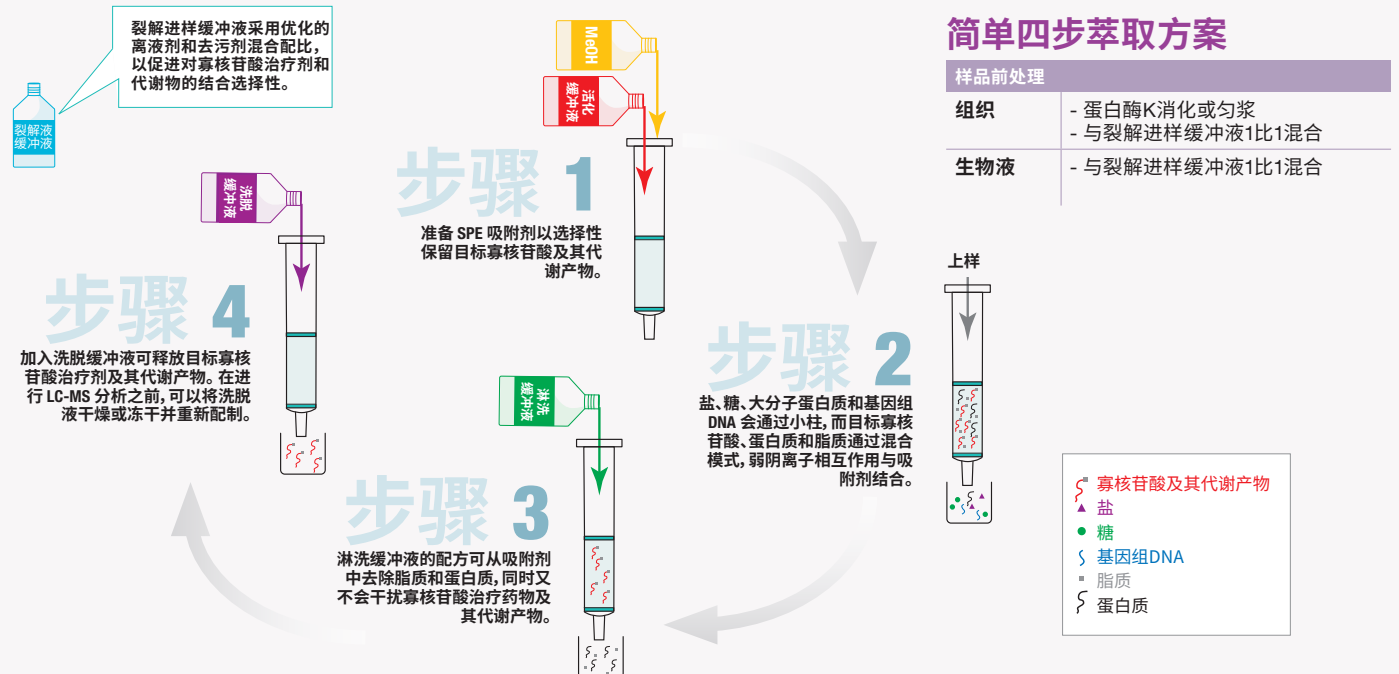 裂解进样缓冲液采用优化的
离液剂和去污剂混合配比，
以促进对寡核苷酸治疗剂和
代谢物的结合选择性。
裂解液
缓冲液
简单四步萃取方案
样品前处理
组织
- 蛋白酶K消化或匀浆
- 与裂解进样缓冲液1比1混合
生物液
- 与裂解进样缓冲液1比1混合
MeOH
活化
缓冲液
步骤 1
准备 SPE 吸附剂以选择性
保留目标寡核苷酸及其代
谢产物。
上样
步骤 2
盐、糖、大分子蛋白质和基因组
DNA 会通过小柱，而目标寡核
苷酸、蛋白质和脂质通过混合
模式，弱阴离子相互作用与吸
附剂结合。
淋洗
缓冲液
步骤 3
淋洗缓冲液的配方可从吸附剂
中去除脂质和蛋白质，同时又
不会干扰寡核苷酸治疗药物及
其代谢产物。
洗脱
缓冲液
步骤 4
加入洗脱缓冲液可释放目标寡核
苷酸治疗剂及其代谢产物。在进
行 LC-MS 分析之前，可以将洗脱
液干燥或冻干并重新配制。
寡核苷酸及其代谢产物
盐
糖
基因组DNA
脂质
蛋白质